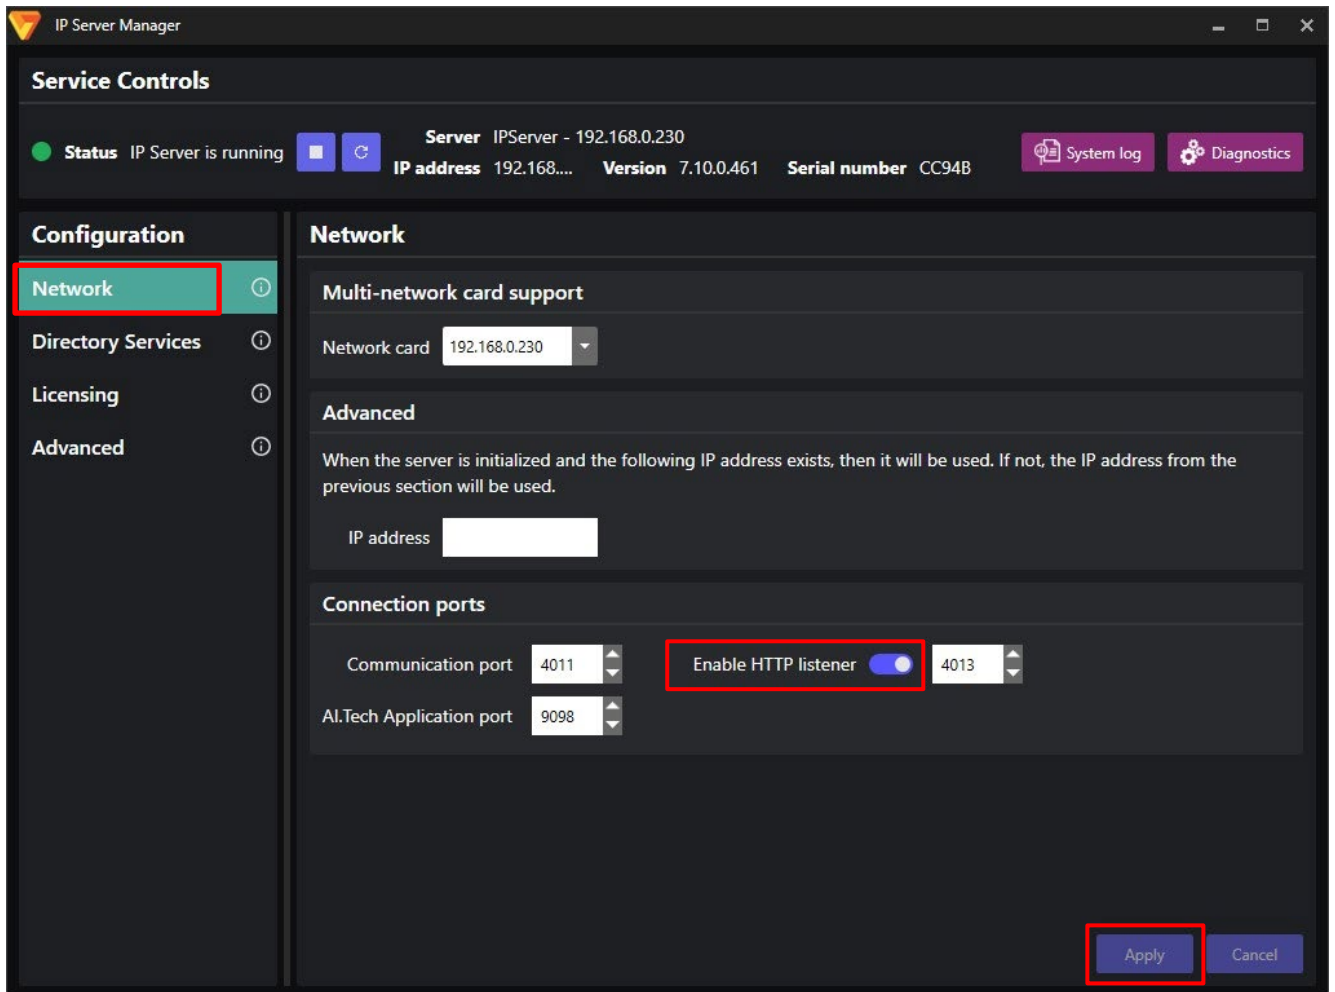 IP Server Manager
Service Controls
Status IP Server is running
Server IPServer - 192.168.0.230
IP address 192.168.... Version 7.10.0.461 Serial number CC94B
System log
Diagnostics
Configuration
Network
Directory Services
Licensing
Advanced
Network
Multi-network card support
Network card 192.168.0.230
Advanced
When the server is initialized and the following IP address exists, then it will be used. If not, the IP address from the
previous section will be used.
IP address
Connection ports
Communication port 4011 Enable HTTP listener 4013
AI.Tech Application port 9098
Apply Cancel